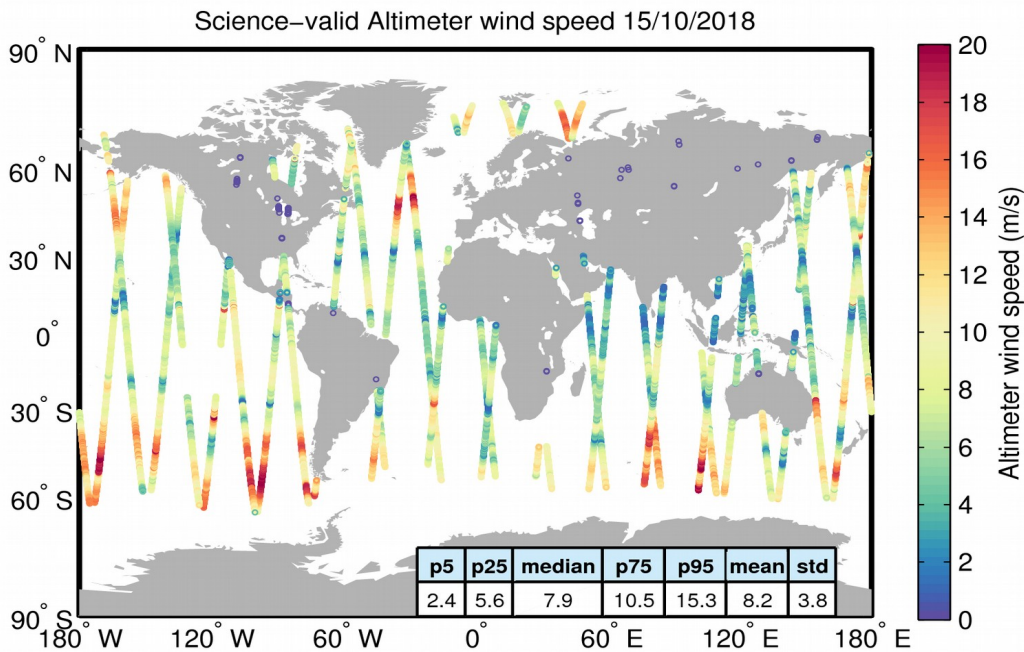 Science−valid Altimeter wind speed 15/10/2018
90° N
60° N
30° N
0°
30° S
60° S
90° S
180° W
120° W
60° W
0°
60° E
120° E
180° E
p5 p25 median p75 p95 mean std
2.4 5.6 7.9 10.5 15.3 8.2 3.8
20
18
16
14
12
10
8
6
4
2
0
Altimeter wind speed (m/s)